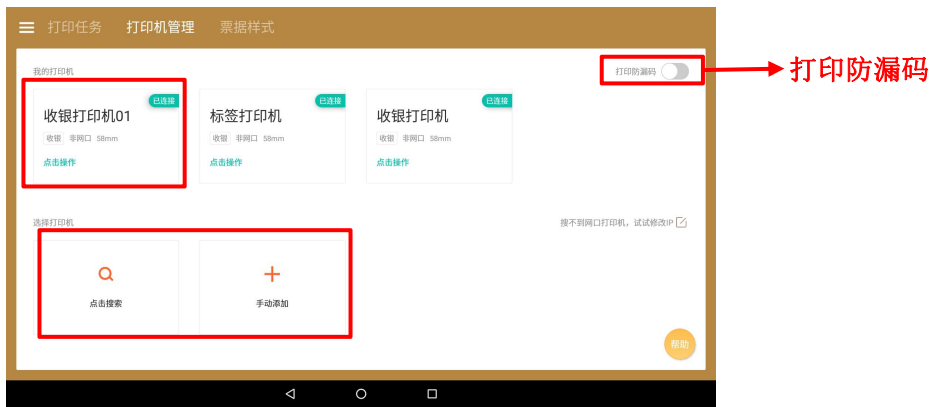 打印任务 打印机管理 票据样式
我的打印机 打印防漏码 打印防漏码
已连接 已连接 已连接
收银打印机01 标签打印机 收银打印机
收银 非网口 58mm 收银 非网口 58mm 收银 非网口 58mm
点击操作 点击操作 点击操作
选择打印机 搜不到网口打印机，试试修改IP
点击搜索 手动添加
帮助